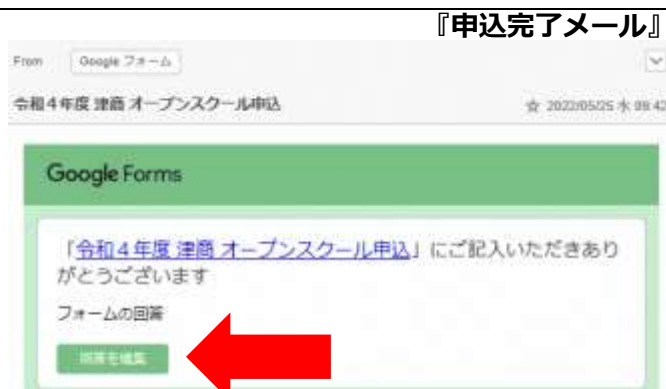 『申込完了メール』
From Google フォーム
令和4年度 津商 オープンスクール申込 2022/05/25 水 09:42
Google Forms
「令和4年度 津商 オープンスクール申込」にご記入いただきあり
がとうございます
フォームの回答
回答を編集